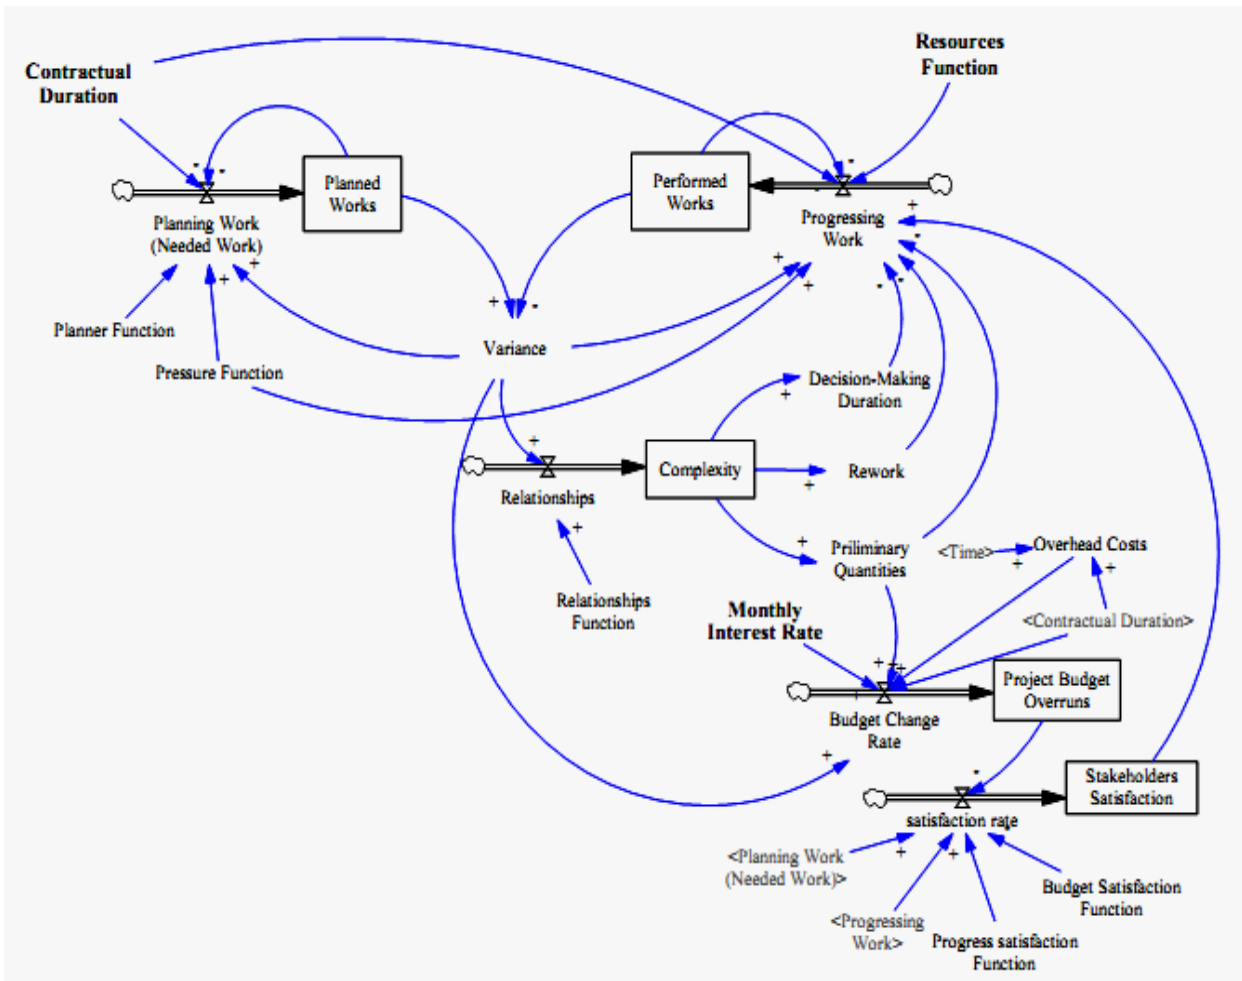 Resources
Function
Contractual
Duration
Planned
Works
Performed
Works
Planning Work
(Needed Work)
Progressing
Work
Planner Function
Pressure Function
Variance
Decision-Making
Duration
Complexity
Rework
Relationships
Priliminary
Quantities
<Time>
Overhead Costs
Relationships
Function
Monthly
Interest Rate
<Contractual Duration>
Project Budget
Overruns
Budget Change
Rate
Stakeholders
Satisfaction
satisfaction rate
<Planning Work
(Needed Work)>
Budget Satisfaction
Function
<Progressing
Work>
Progress satisfaction
Function